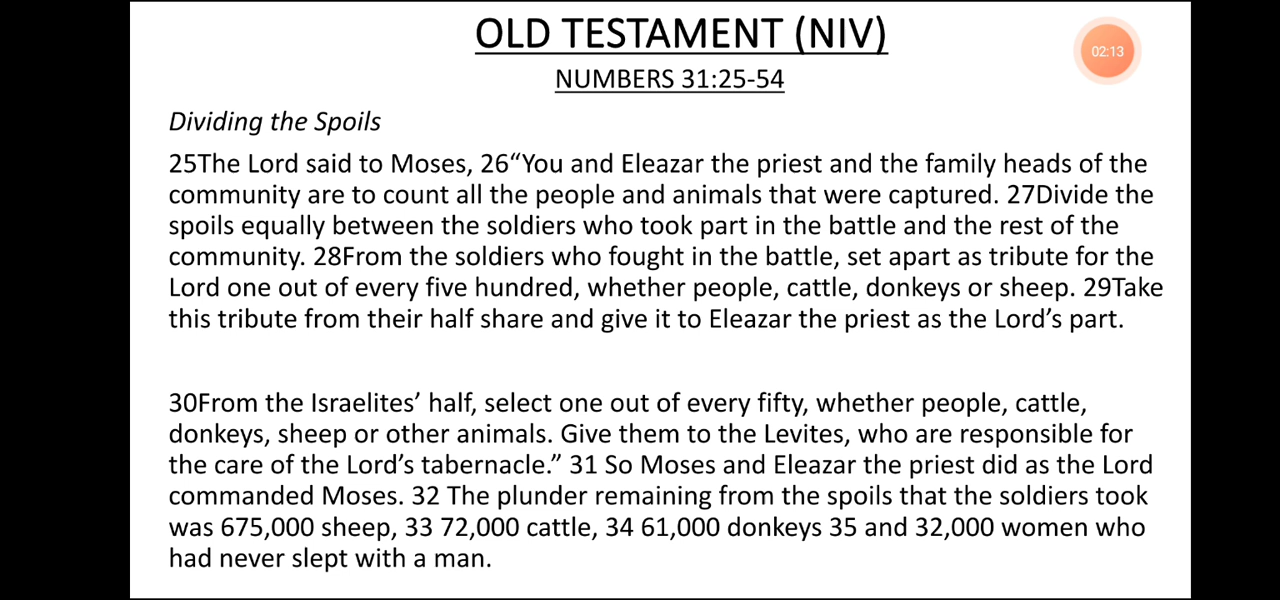 OLD TESTAMENT (NIV)
02:13
NUMBERS 31:25-54
Dividing the Spoils
25The Lord said to Moses, 26“You and Eleazar the priest and the family heads of the
community are to count all the people and animals that were captured. 27Divide the
spoils equally between the soldiers who took part in the battle and the rest of the
community. 28From the soldiers who fought in the battle, set apart as tribute for the
Lord one out of every five hundred, whether people, cattle, donkeys or sheep. 29Take
this tribute from their half share and give it to Eleazar the priest as the Lord’s part.
30From the Israelites’ half, select one out of every fifty, whether people, cattle,
donkeys, sheep or other animals. Give them to the Levites, who are responsible for
the care of the Lord’s tabernacle.” 31 So Moses and Eleazar the priest did as the Lord
commanded Moses. 32 The plunder remaining from the spoils that the soldiers took
was 675,000 sheep, 33 72,000 cattle, 34 61,000 donkeys 35 and 32,000 women who
had never slept with a man.